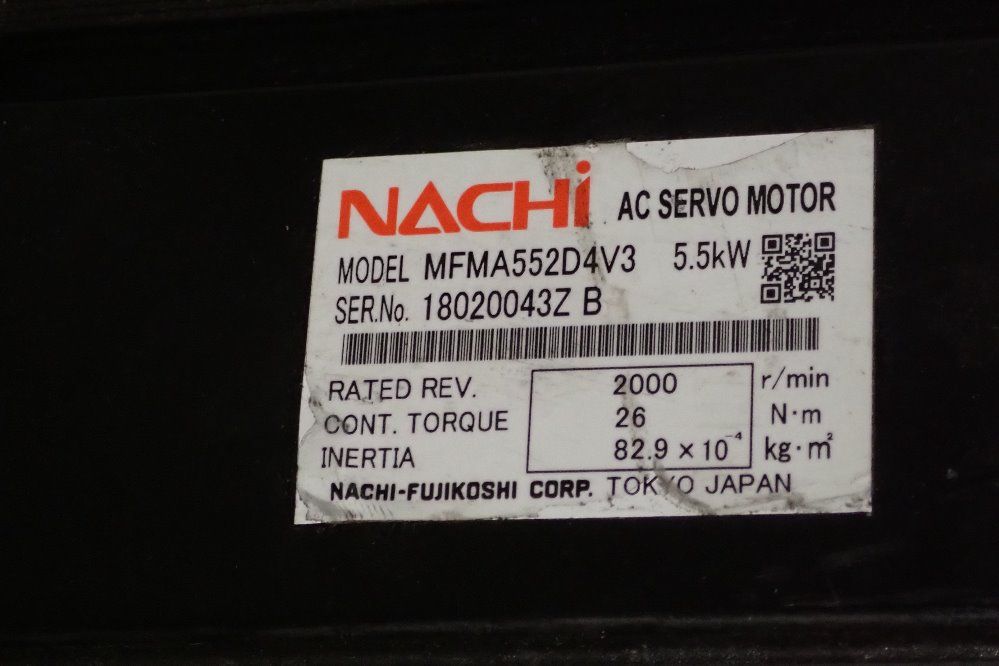 NACHi AC SERVO MOTOR
MODEL MFMA552D4V3 5.5kW
SER.No. 18020043Z B
RATED REV. 2000 r/min
CONT. TORQUE 26 N·m
INERTIA 82.9 × 10⁻⁴ kg·m²
NACHI-FUJIKOSHI CORP. TOKYO JAPAN